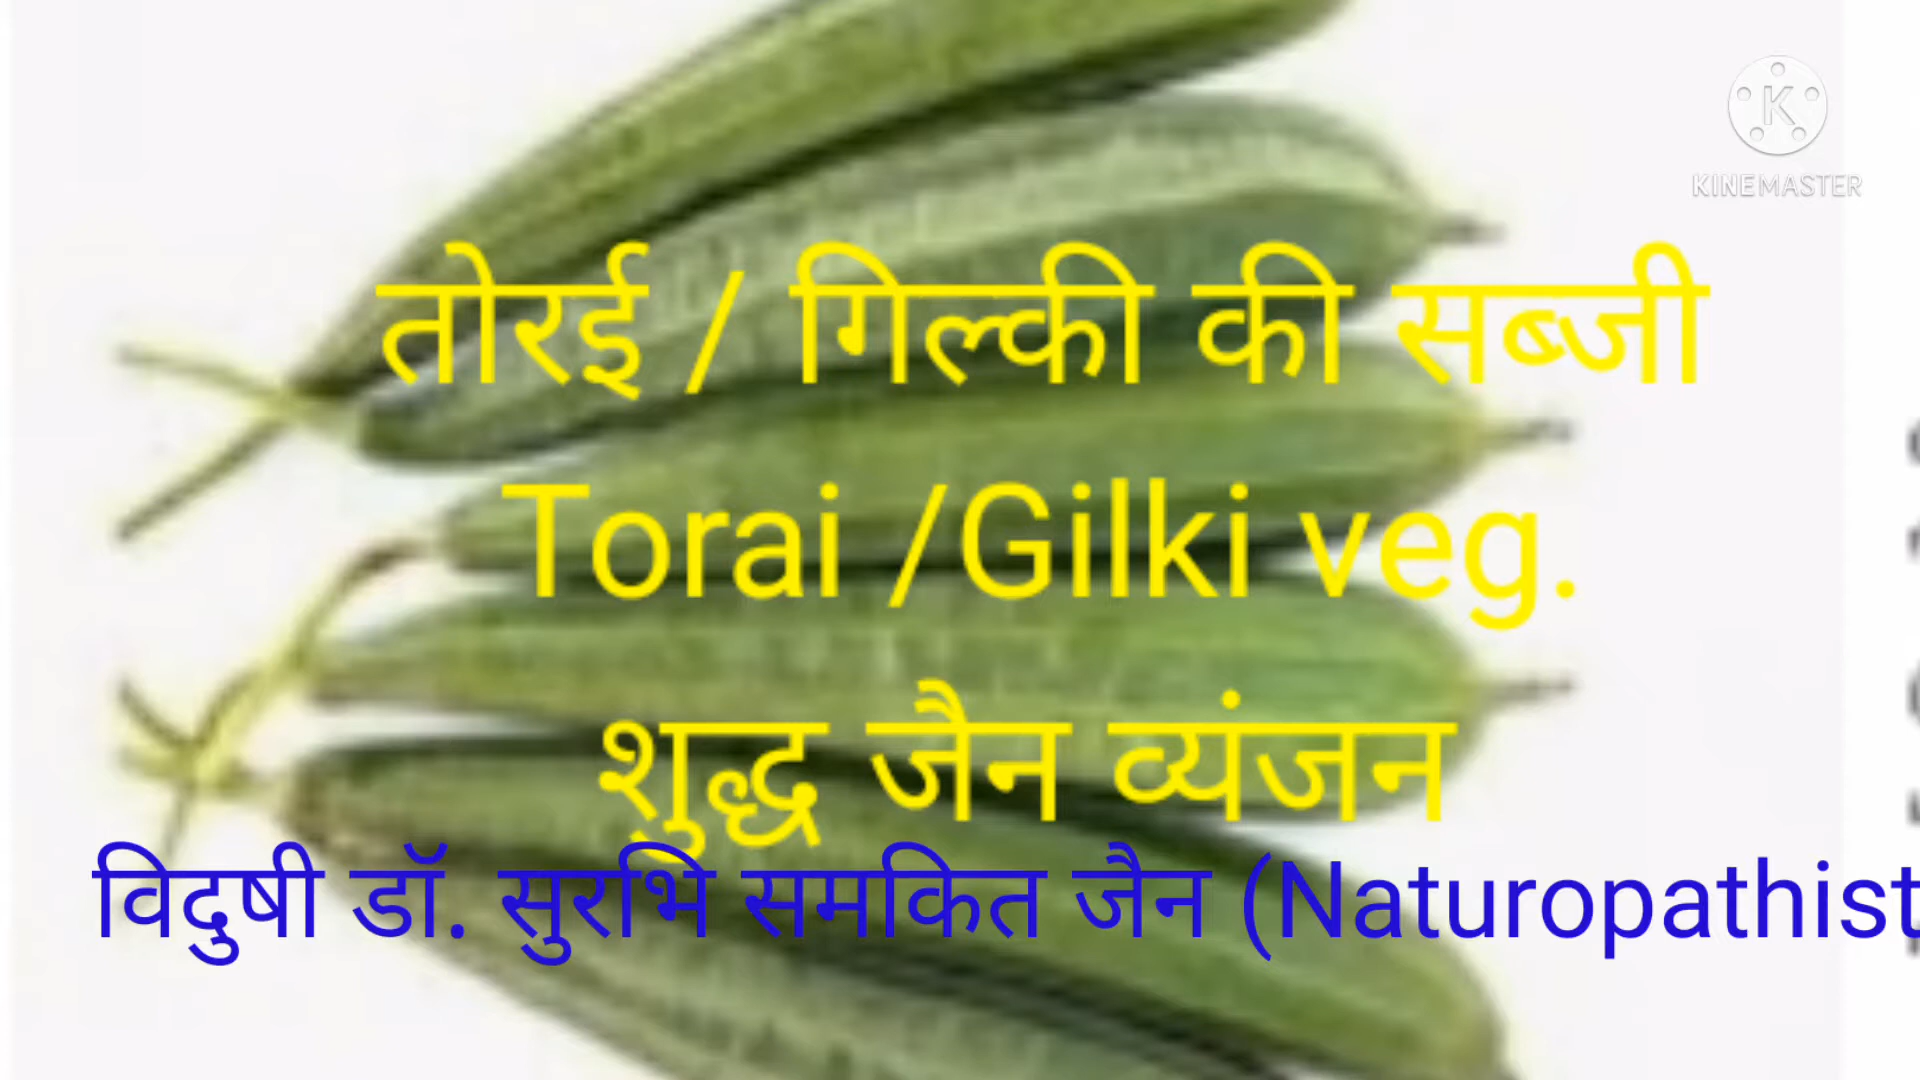 KINEMASTER
तोरई / गिल्की की सब्जी
Torai /Gilki veg.
शुद्ध जैन व्यंजन
विदुषी डॉ. सुरभि समकित जैन (Naturopathist